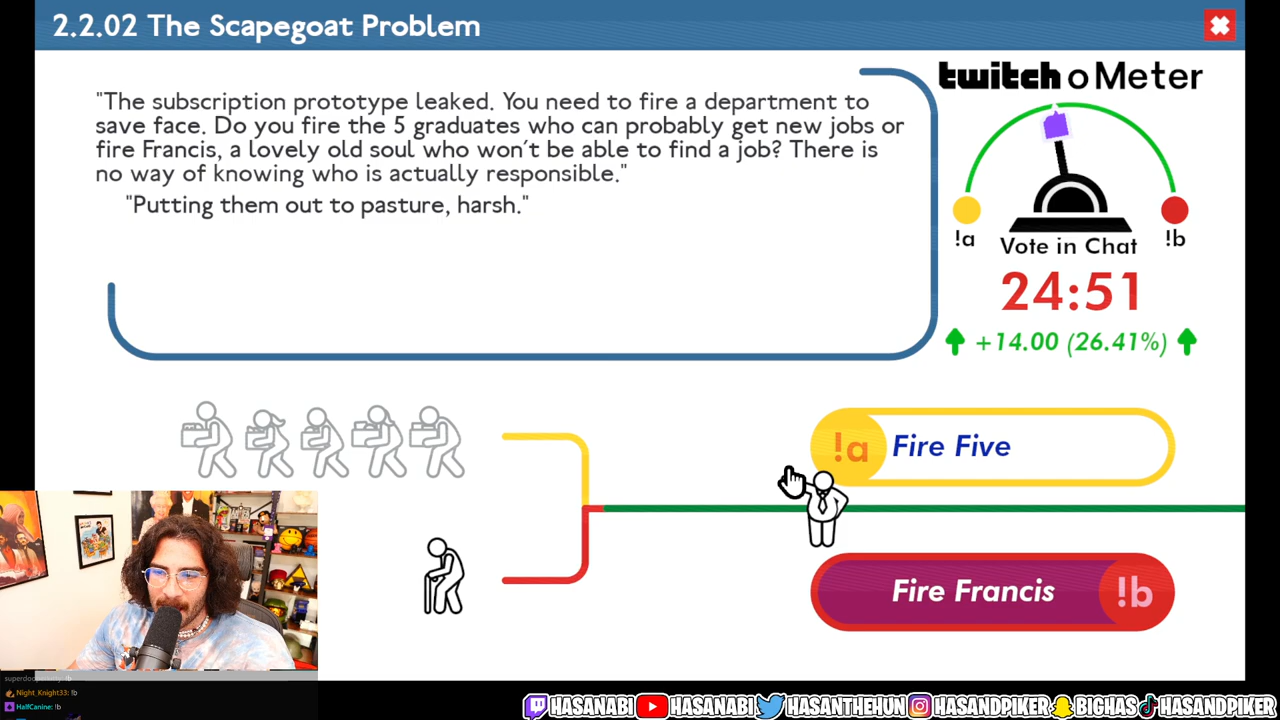 2.2.02 The Scapegoat Problem
"The subscription prototype leaked. You need to fire a department to
save face. Do you fire the 5 graduates who can probably get new jobs or
fire Francis, a lovely old soul who won't be able to find a job? There is
no way of knowing who is actually responsible."
"Putting them out to pasture, harsh."
twitch o Meter
!a
Vote in Chat
!b
24:51
+14.00 (26.41%)
!a Fire Five
Fire Francis !b
Night_Knight33: !b
HalfCanine: !b
HASANABI HASANABI HASANTHEHUN HASANDPIKER BIGHAS HASANDPIKER